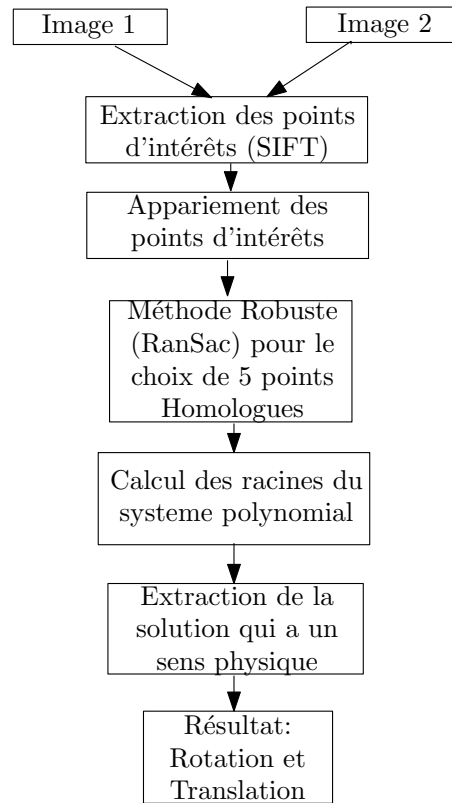 Image 1
Image 2
Extraction des points
d'intérêts (SIFT)
Appariement des
points d'intérêts
Méthode Robuste
(RanSac) pour le
choix de 5 points
Homologues
Calcul des racines du
systeme polynomial
Extraction de la
solution qui a un
sens physique
Résultat:
Rotation et
Translation